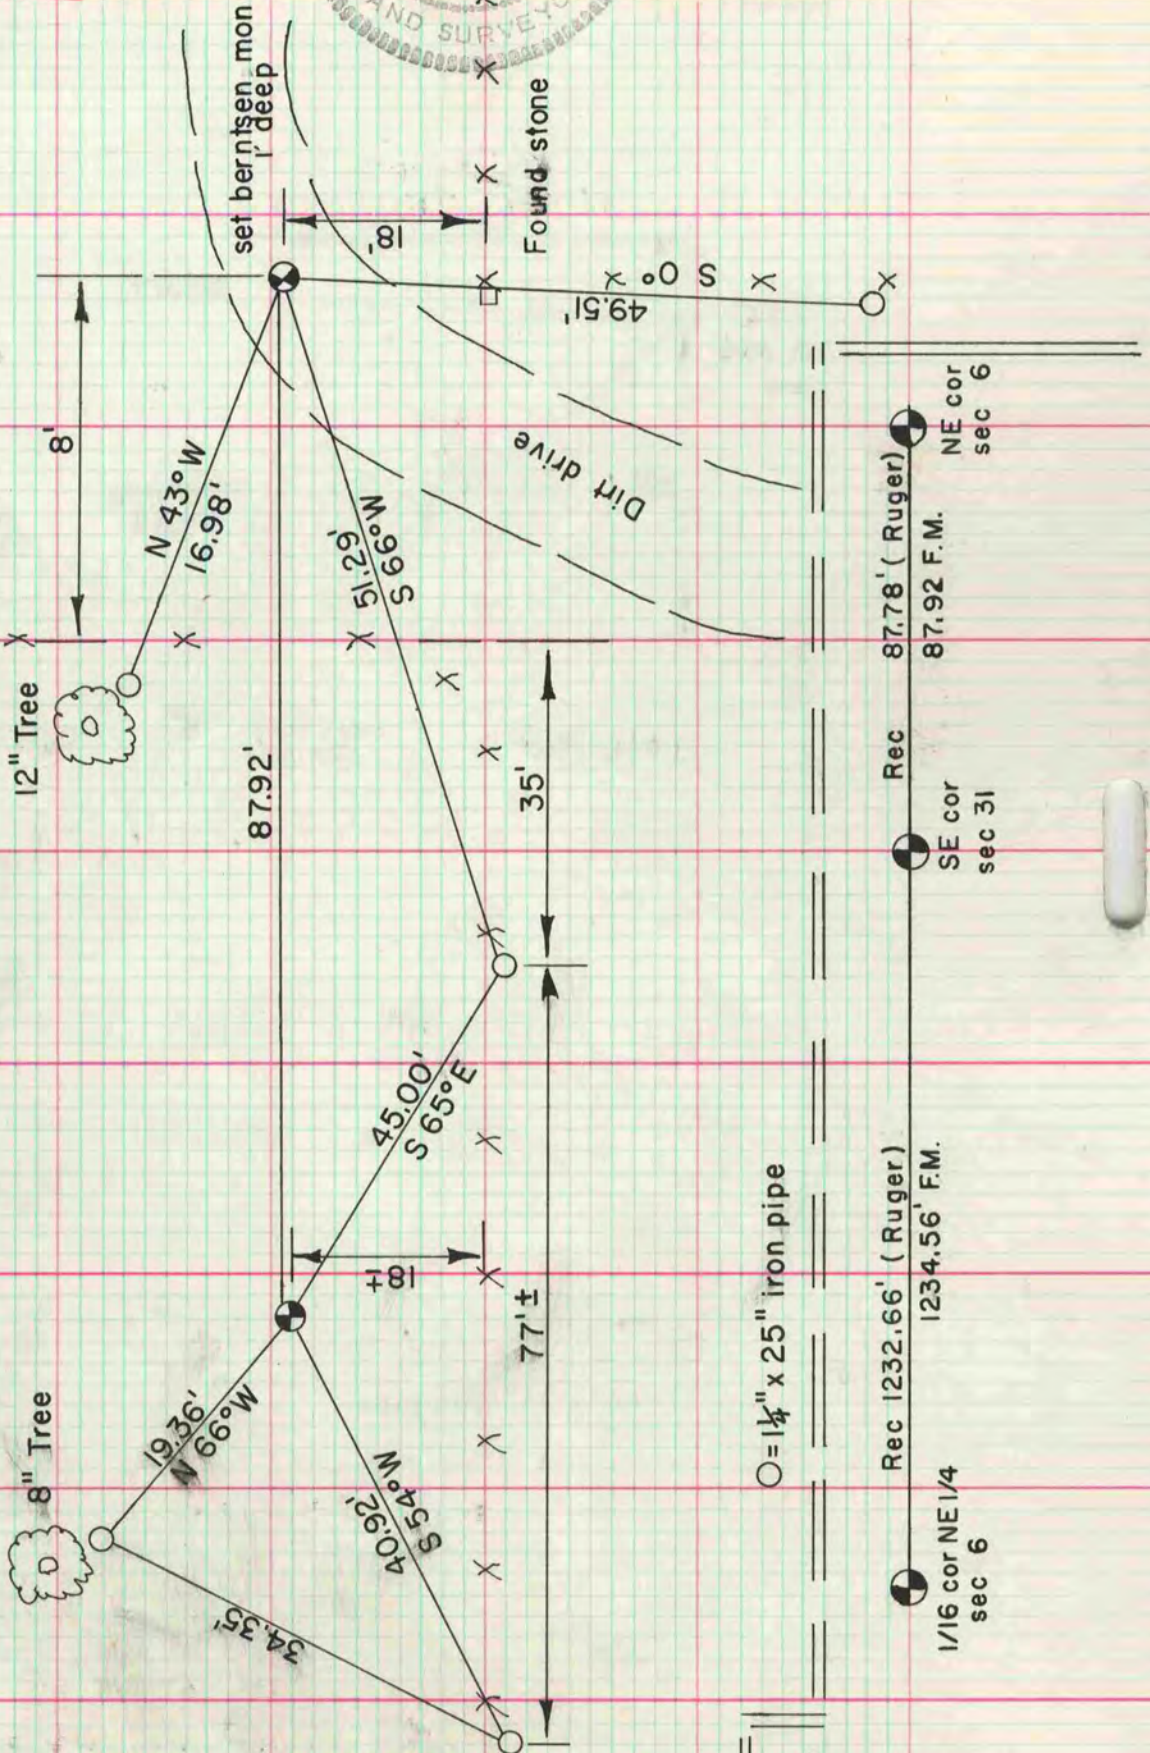 AND SURVEYO
set berntsen mon
1' deep
18'
Found stone
8'
N 43° W
16.98'
12" Tree
51.29'
S 66° W
S 0°
49.51'
Dirt drive
87.92'
35'
45.00'
S 65° E
18'±
77'±
8" Tree
19.36'
N 66° W
40.92'
S 54° W
34.35'
O = 1¼" x 25" iron pipe
Rec 1232.66' (Ruger)
1234.56' F.M.
Rec 87.78' (Ruger)
87.92 F.M.
1/16 cor NE 1/4
sec 6
SE cor
sec 31
NE cor
sec 6